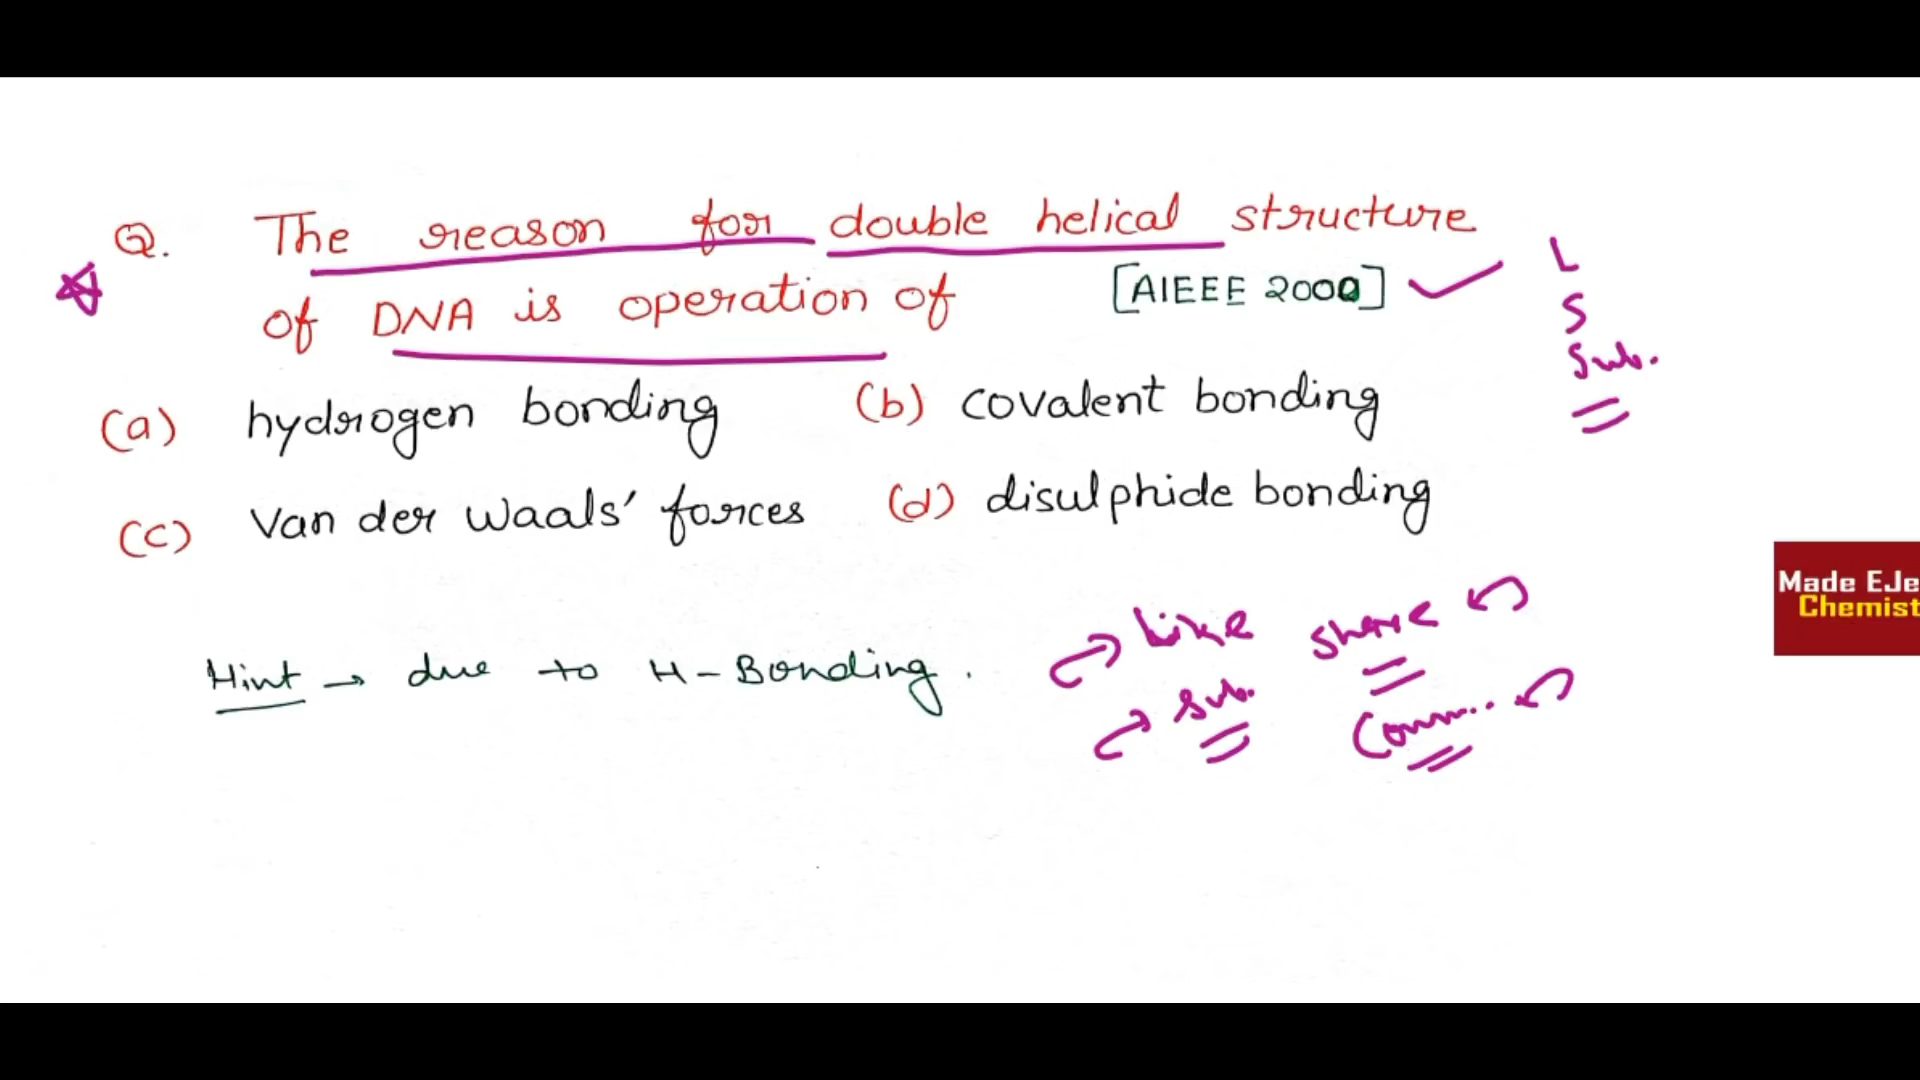 Q. The reason for double helical structure
of DNA is operation of [AIEEE 2000]
L
S
Sub.
(a) hydrogen bonding (b) covalent bonding
(c) Van der Waals' forces (d) disulphide bonding
Made EJe
Chemist
Like Share
Hint → due to H-Bonding.
Sub. Comm...